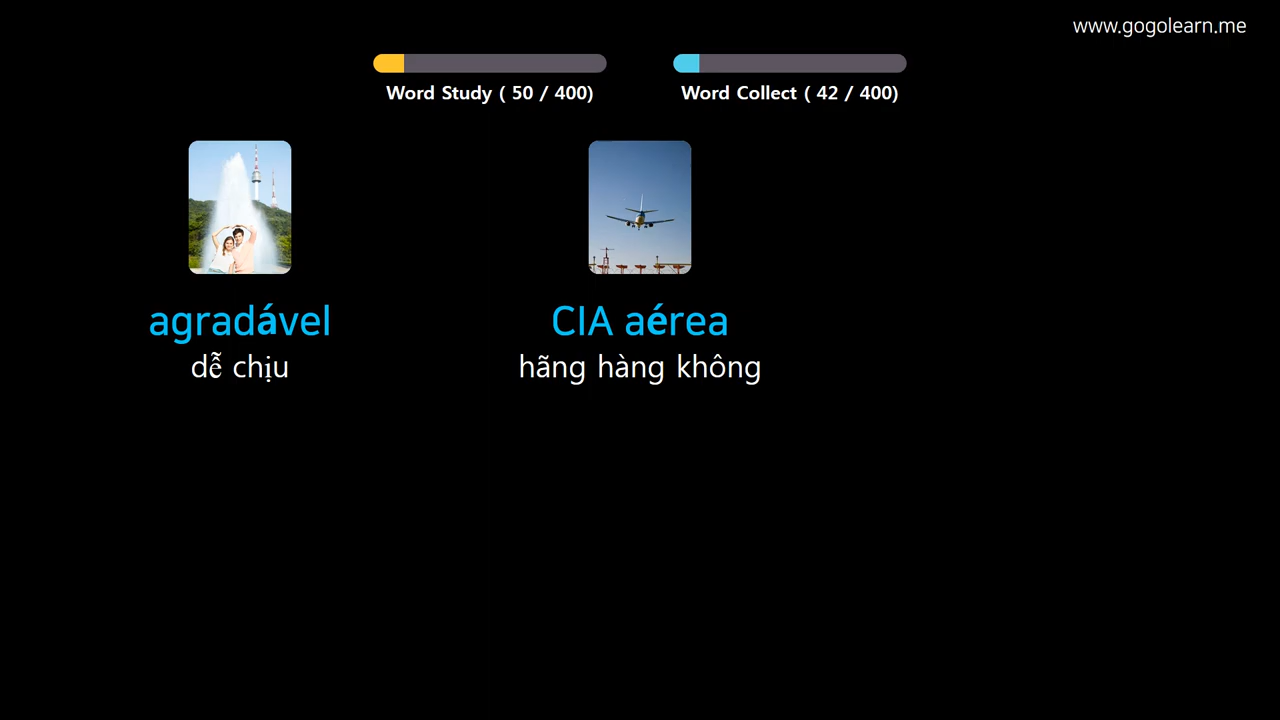 www.gogolearn.me
Word Study ( 50 / 400)
Word Collect ( 42 / 400)
agradável
CIA aérea
dễ chịu
hãng hàng không